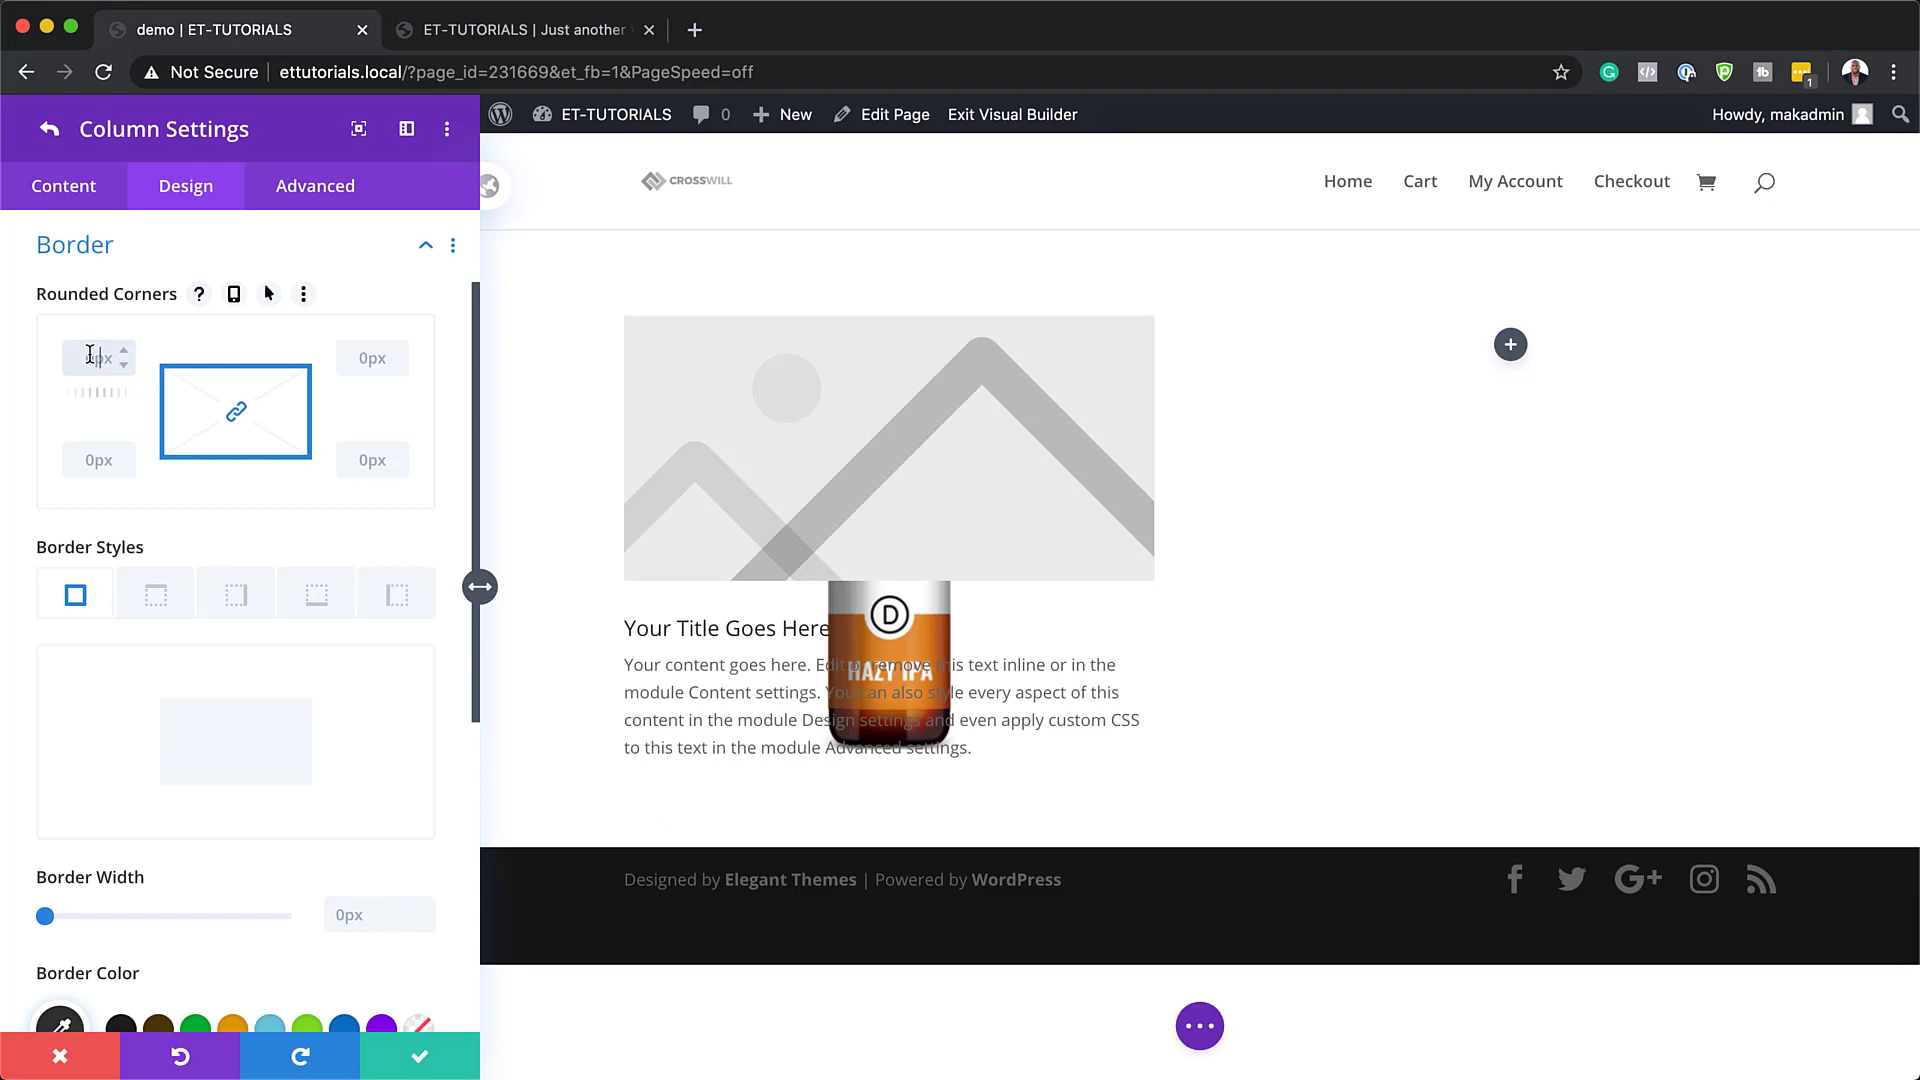 demo | ET-TUTORIALS
ET-TUTORIALS | Just another
Not Secure
ettutorials.local/?page_id=231669&et_fb=1&PageSpeed=off
1
Column Settings
ET-TUTORIALS
0
New
Edit Page
Exit Visual Builder
Howdy, makadmin
Content
Design
Advanced
CROSSWILL
Home
Cart
My Account
Checkout
Border
Rounded Corners
0px
0px
0px
0px
Border Styles
Border Width
0px
Border Color
D
HAZY IPA
Your Title Goes Here
Your content goes here. Edit or remove this text inline or in the
module Content settings. You can also style every aspect of this
content in the module Design settings and even apply custom CSS
to this text in the module Advanced settings.
Designed by Elegant Themes | Powered by WordPress